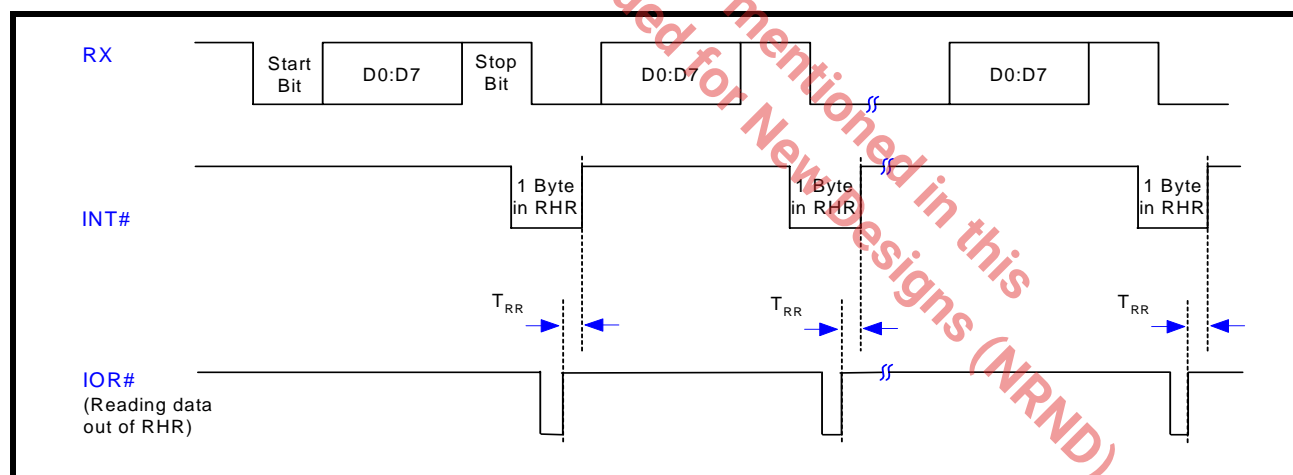 RX
Start
Bit
D0:D7
Stop
Bit
D0:D7
D0:D7
INT#
1 Byte
in RHR
1 Byte
in RHR
1 Byte
in RHR
TRR
TRR
TRR
IOR#
(Reading data
out of RHR)
mentioned in this
ded for New Designs (NRND)